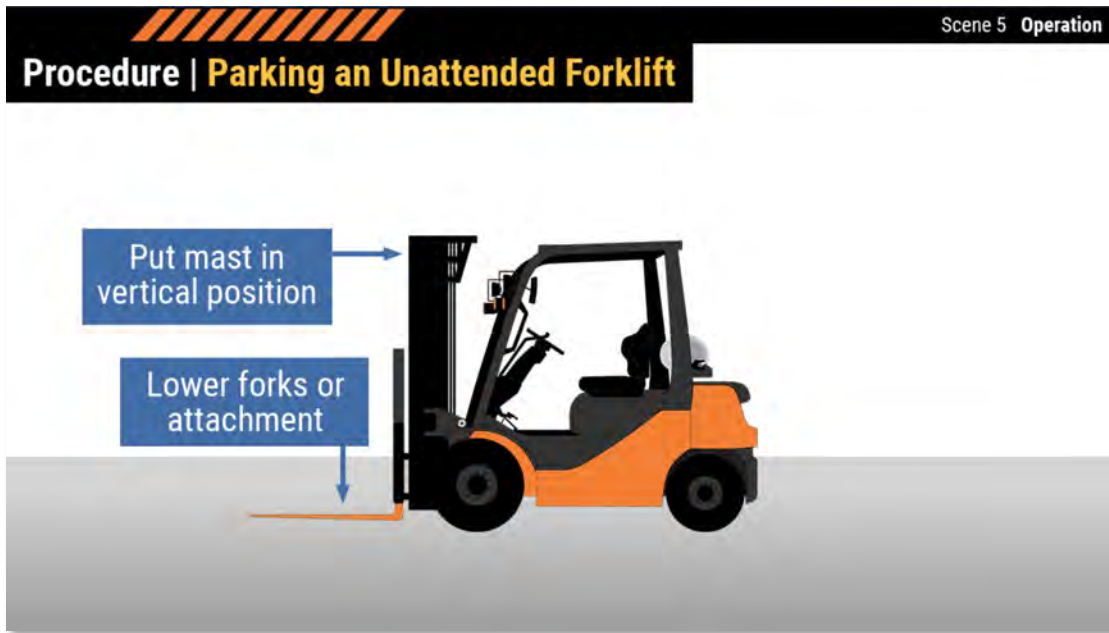 Scene 5 Operation
Procedure | Parking an Unattended Forklift
Put mast in
vertical position
Lower forks or
attachment